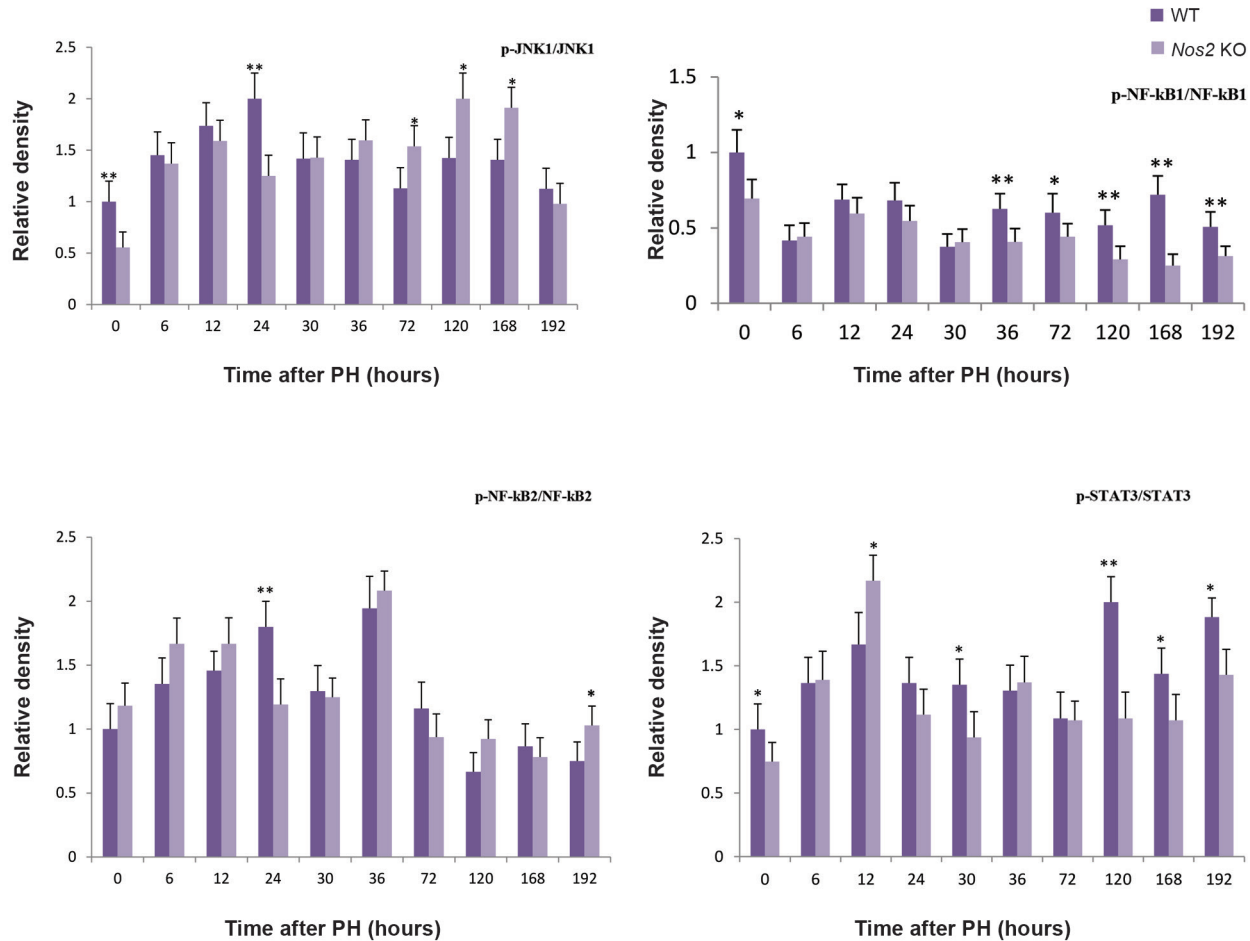 WT
Nos2 KO
p-JNK1/JNK1
2.5
2
1.5
1
0.5
0
Relative density
** ** * * *
0 6 12 24 30 36 72 120 168 192
Time after PH (hours)
p-NF-kB1/NF-kB1
1.5
1
0.5
0
Relative density
* ** * ** ** **
0 6 12 24 30 36 72 120 168 192
Time after PH (hours)
p-NF-kB2/NF-kB2
2.5
2
1.5
1
0.5
0
Relative density
** *
0 6 12 24 30 36 72 120 168 192
Time after PH (hours)
p-STAT3/STAT3
2.5
2
1.5
1
0.5
0
Relative density
* * * ** * *
0 6 12 24 30 36 72 120 168 192
Time after PH (hours)